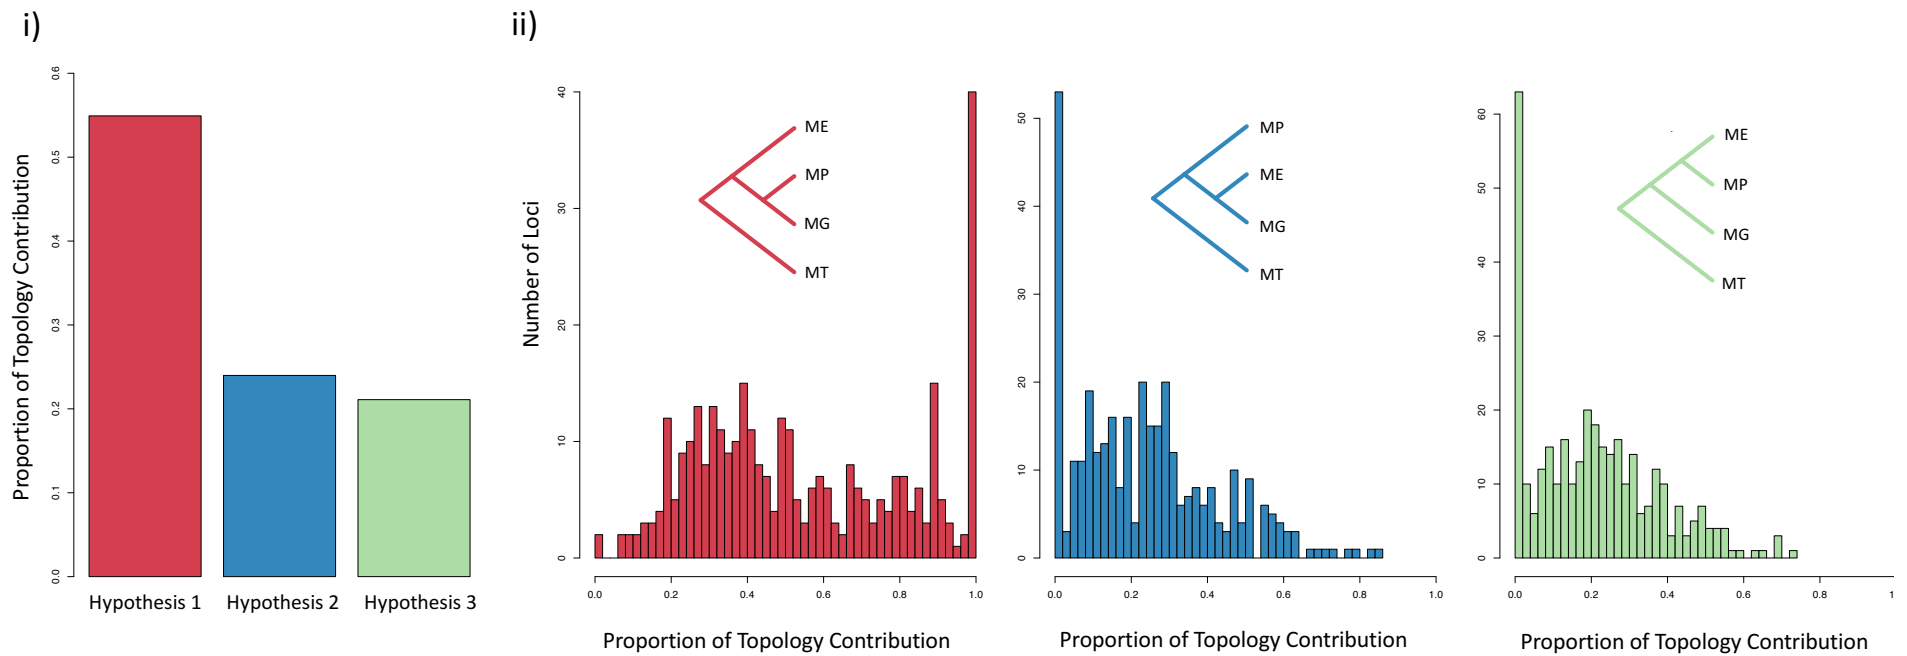 i)
ii)
Proportion of Topology Contribution
0.6
0.5
0.4
0.3
0.2
0.1
0.0
Hypothesis 1
Hypothesis 2
Hypothesis 3
Number of Loci
40
30
20
10
0
ME
MP
MG
MT
0.0
0.2
0.4
0.6
0.8
1.0
Proportion of Topology Contribution
50
40
30
20
10
0
MP
ME
MG
MT
0.0
0.2
0.4
0.6
0.8
1.0
Proportion of Topology Contribution
60
50
40
30
20
10
0
ME
MP
MG
MT
0.0
0.2
0.4
0.6
0.8
1
Proportion of Topology Contribution